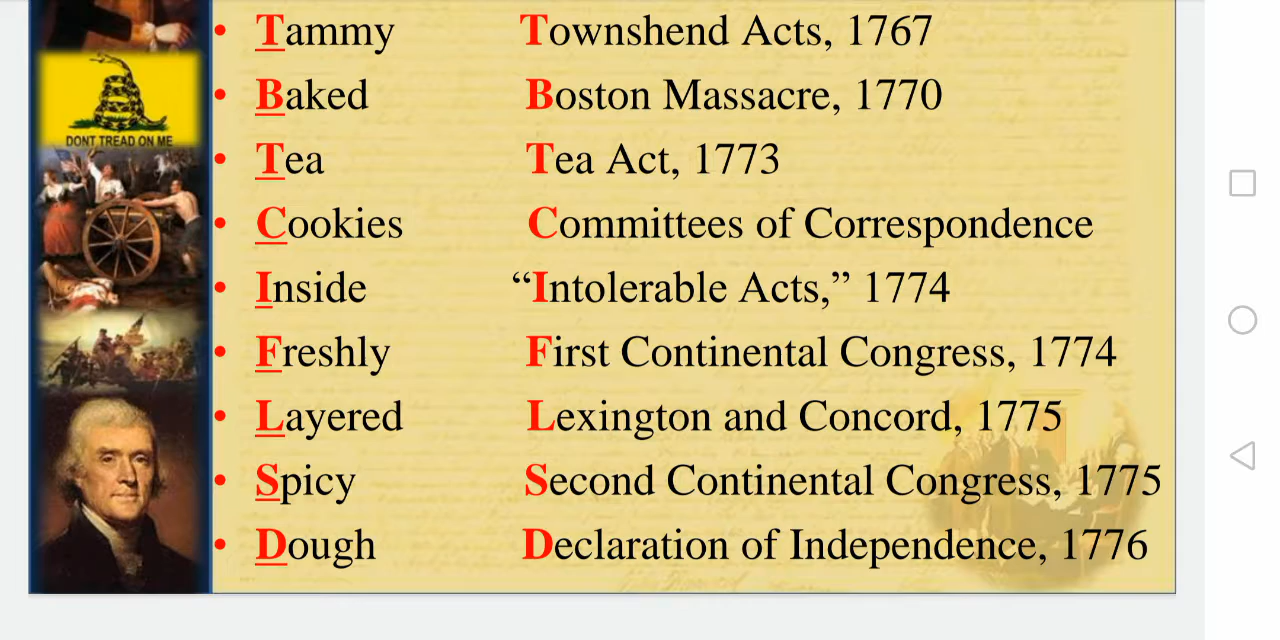 Tammy Townshend Acts, 1767
Baked Boston Massacre, 1770
DONT TREAD ON ME
Tea Tea Act, 1773
Cookies Committees of Correspondence
Inside “Intolerable Acts,” 1774
Freshly First Continental Congress, 1774
Layered Lexington and Concord, 1775
Spicy Second Continental Congress, 1775
Dough Declaration of Independence, 1776